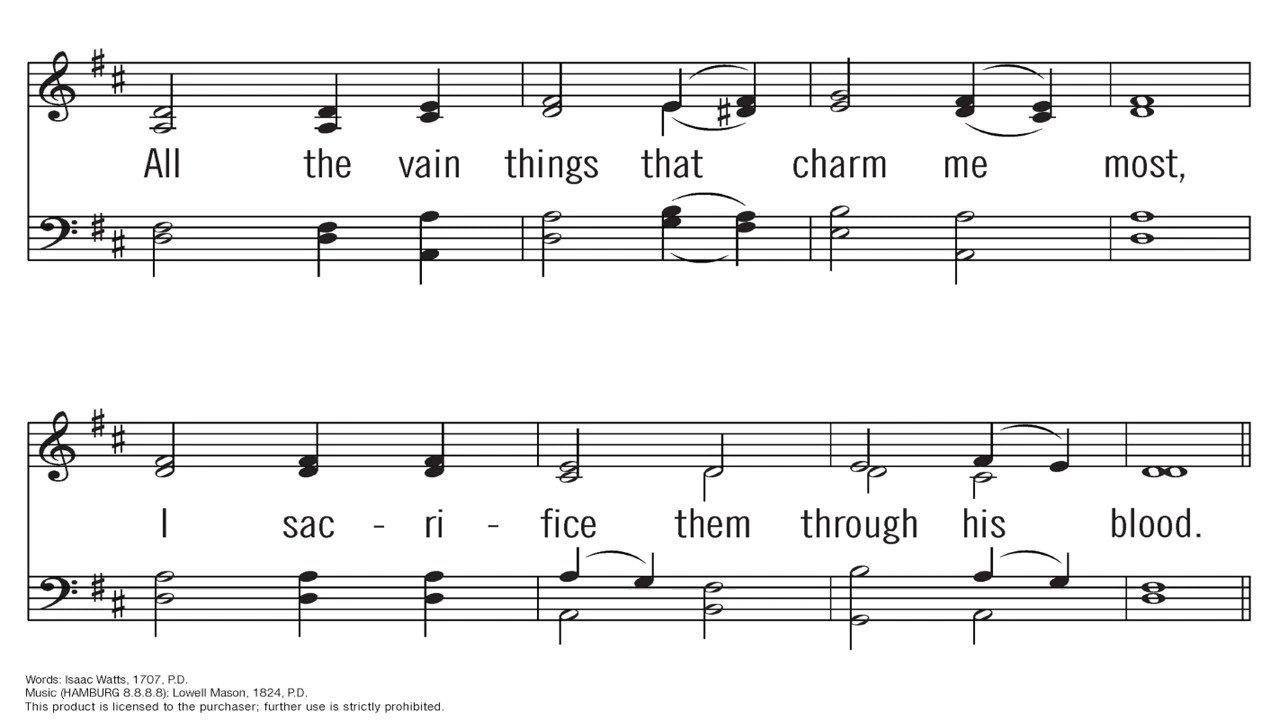 All the vain things that charm me most,
I sac - ri - fice them through his blood.
Words: Isaac Watts, 1707, P.D.
Music (HAMBURG 8.8.8.8): Lowell Mason, 1824, P.D.
This product is licensed to the purchaser; further use is strictly prohibited.